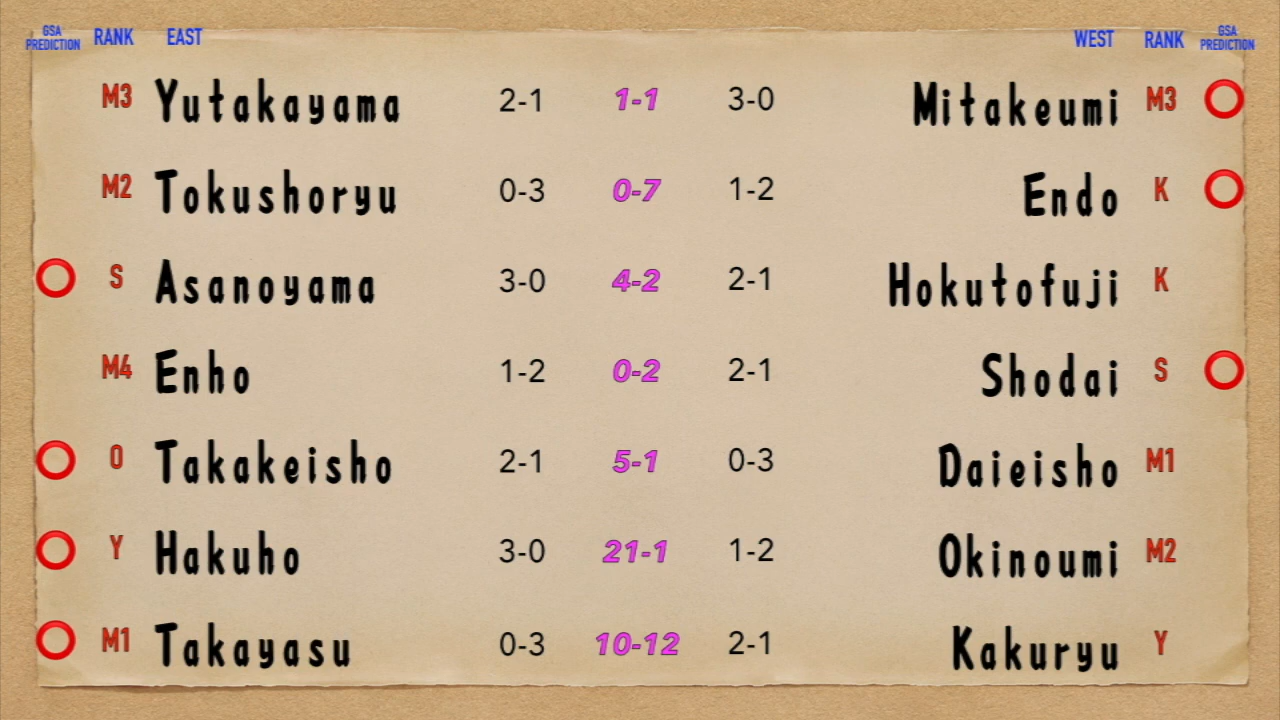 GSA PREDICTION RANK EAST WEST RANK GSA PREDICTION
M3 Yutakayama 2-1 1-1 3-0 Mitakeumi M3
M2 Tokushoryu 0-3 0-7 1-2 Endo K
S Asanoyama 3-0 4-2 2-1 Hokutofuji K
M4 Enho 1-2 0-2 2-1 Shodai S
O Takakeisho 2-1 5-1 0-3 Daieisho M1
Y Hakuho 3-0 21-1 1-2 Okinoumi M2
M1 Takayasu 0-3 10-12 2-1 Kakuryu Y